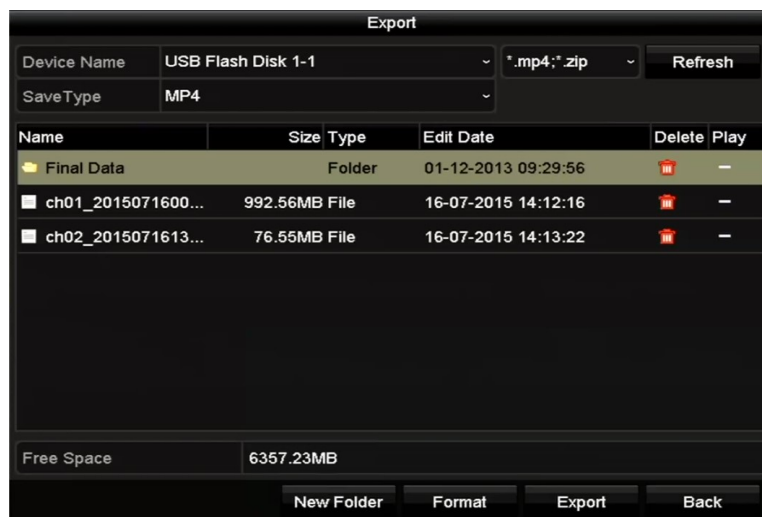 Export
Device Name USB Flash Disk 1-1 *.mp4;*.zip Refresh
SaveType MP4
Name Size Type Edit Date Delete Play
Final Data Folder 01-12-2013 09:29:56 –
ch01_2015071600... 992.56MB File 16-07-2015 14:12:16 –
ch02_2015071613... 76.55MB File 16-07-2015 14:13:22 –
Free Space 6357.23MB
New Folder Format Export Back